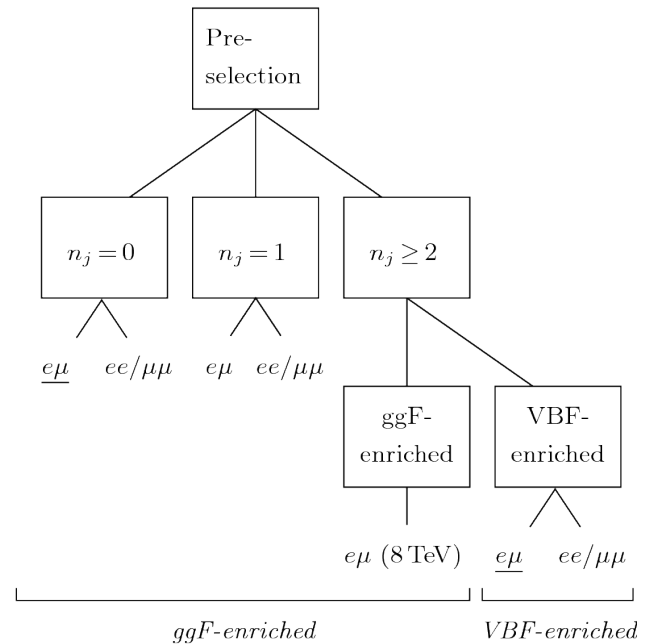 Pre-
selection
n_j = 0
n_j = 1
n_j ≥ 2
eμ ee/μμ eμ ee/μμ
ggF-
enriched
VBF-
enriched
eμ (8 TeV) eμ ee/μμ
ggF-enriched VBF-enriched